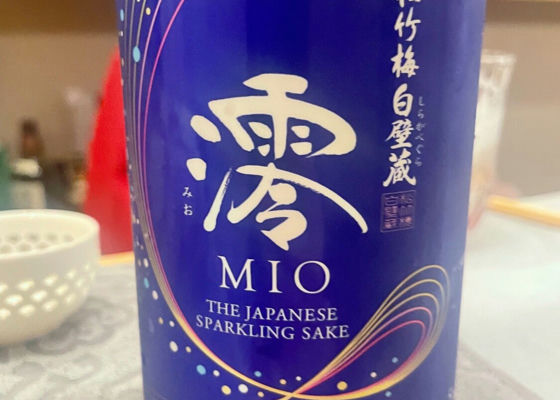 松竹梅 白壁蔵
しらかべぐら
澪
みお
MIO
THE JAPANESE
SPARKLING SAKE